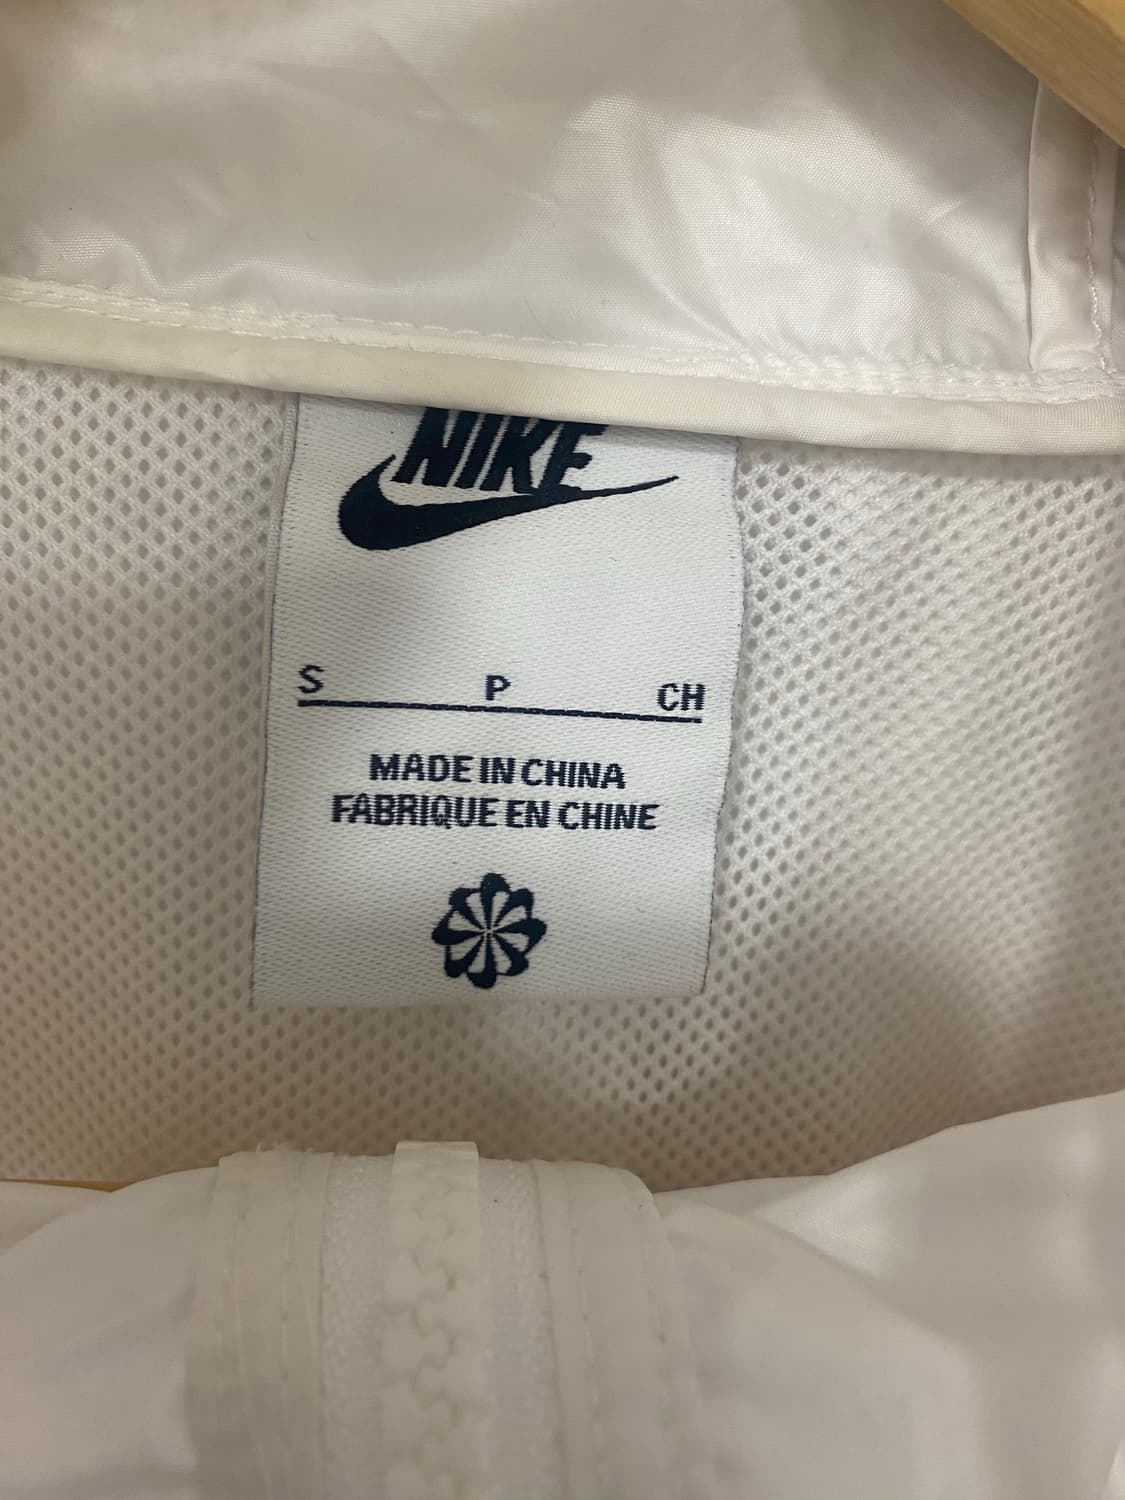 NIKE
S P CH
MADE IN CHINA
FABRIQUE EN CHINE